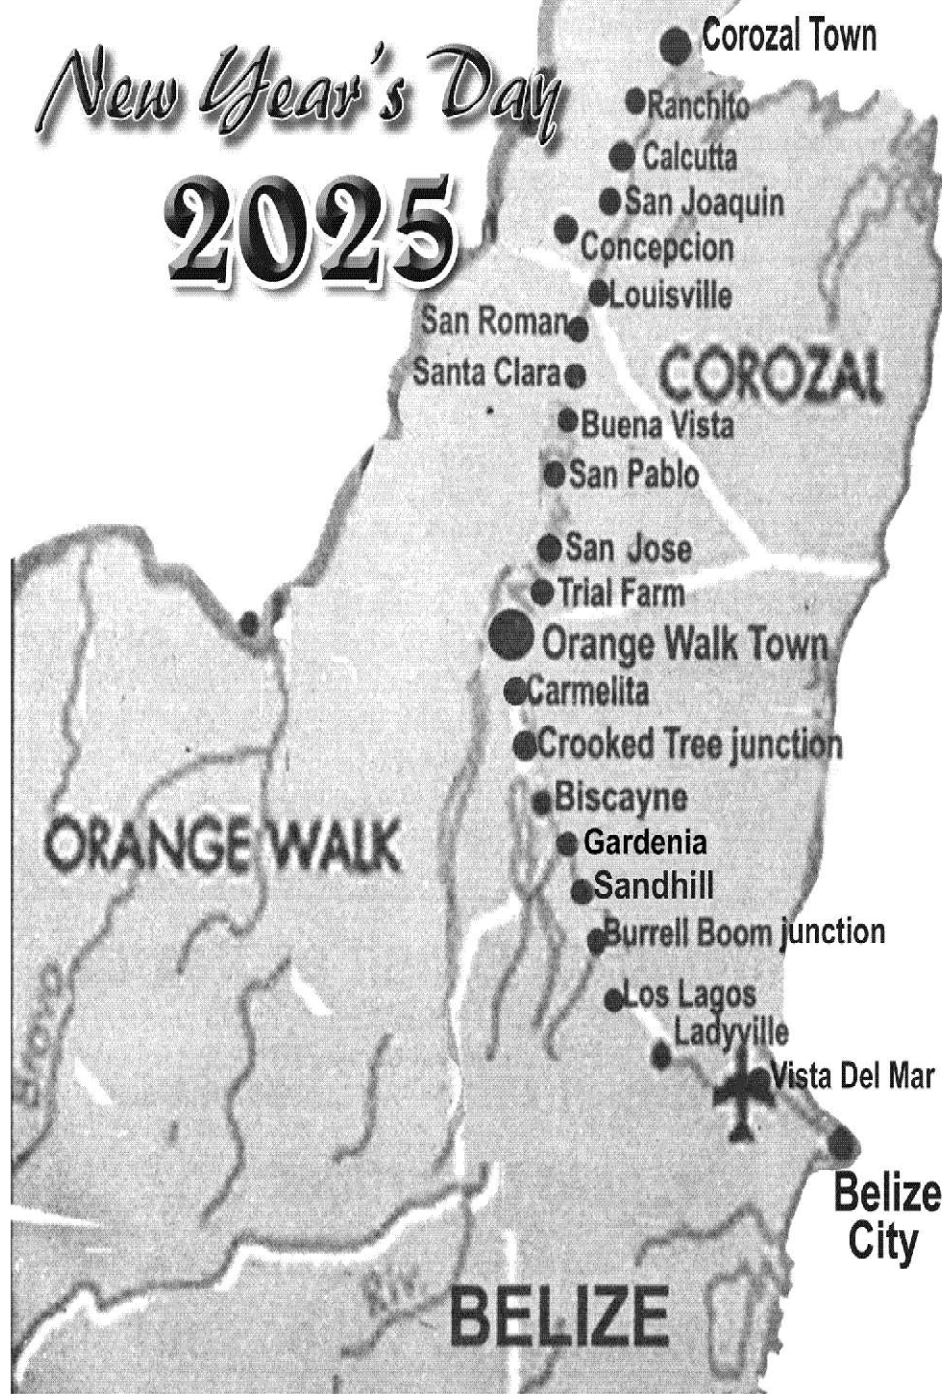 New Year's Day
2025
Corozal Town
Ranchito
Calcutta
San Joaquin
Concepcion
Louisville
San Roman
Santa Clara
COROZAL
Buena Vista
San Pablo
San Jose
Trial Farm
Orange Walk Town
Carmelita
Crooked Tree junction
Biscayne
ORANGE WALK
Gardenia
Sandhill
Burrell Boom junction
Los Lagos
Ladyville
Vista Del Mar
Belize
City
Riv.
BELIZE